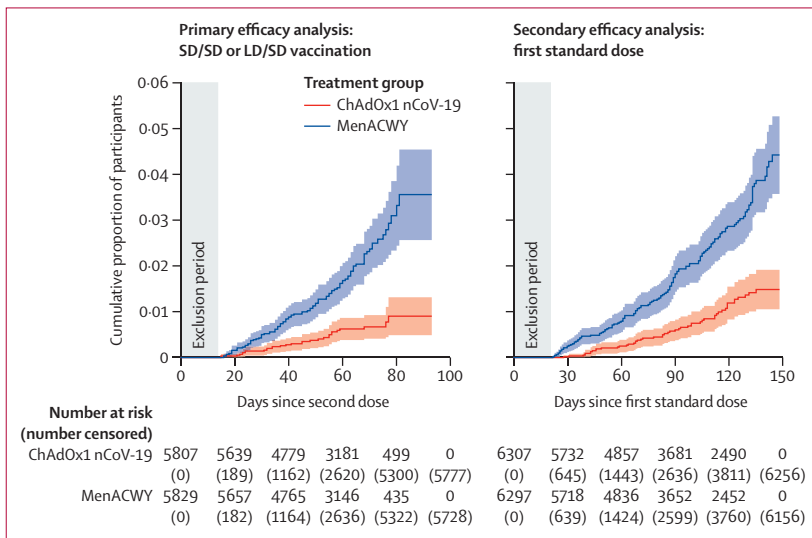 Primary efficacy analysis:
SD/SD or LD/SD vaccination
Secondary efficacy analysis:
first standard dose
Treatment group
ChAdOx1 nCoV-19
MenACWY
Cumulative proportion of participants
0·06
0·05
0·04
0·03
0·02
0·01
0
Exclusion period
0 20 40 60 80 100
Days since second dose
Exclusion period
0 30 60 90 120 150
Days since first standard dose
Number at risk
(number censored)
ChAdOx1 nCoV-19 5807 5639 4779 3181 499 0 6307 5732 4857 3681 2490 0
(0) (189) (1162) (2620) (5300) (5777) (0) (645) (1443) (2636) (3811) (6256)
MenACWY 5829 5657 4765 3146 435 0 6297 5718 4836 3652 2452 0
(0) (182) (1164) (2636) (5322) (5728) (0) (639) (1424) (2599) (3760) (6156)